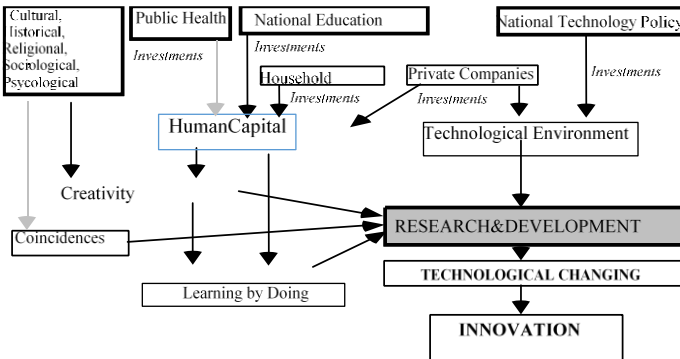 Cultural,
Historical,
Religional,
Sociological,
Psycological
Public Health
National Education
National Technology Policy
Investments
Investments
Investments
Household
Private Companies
Investments
Investments
HumanCapital
Technological Environment
Creativity
Coincidences
RESEARCH&DEVELOPMENT
TECHNOLOGICAL CHANGING
Learning by Doing
INNOVATION